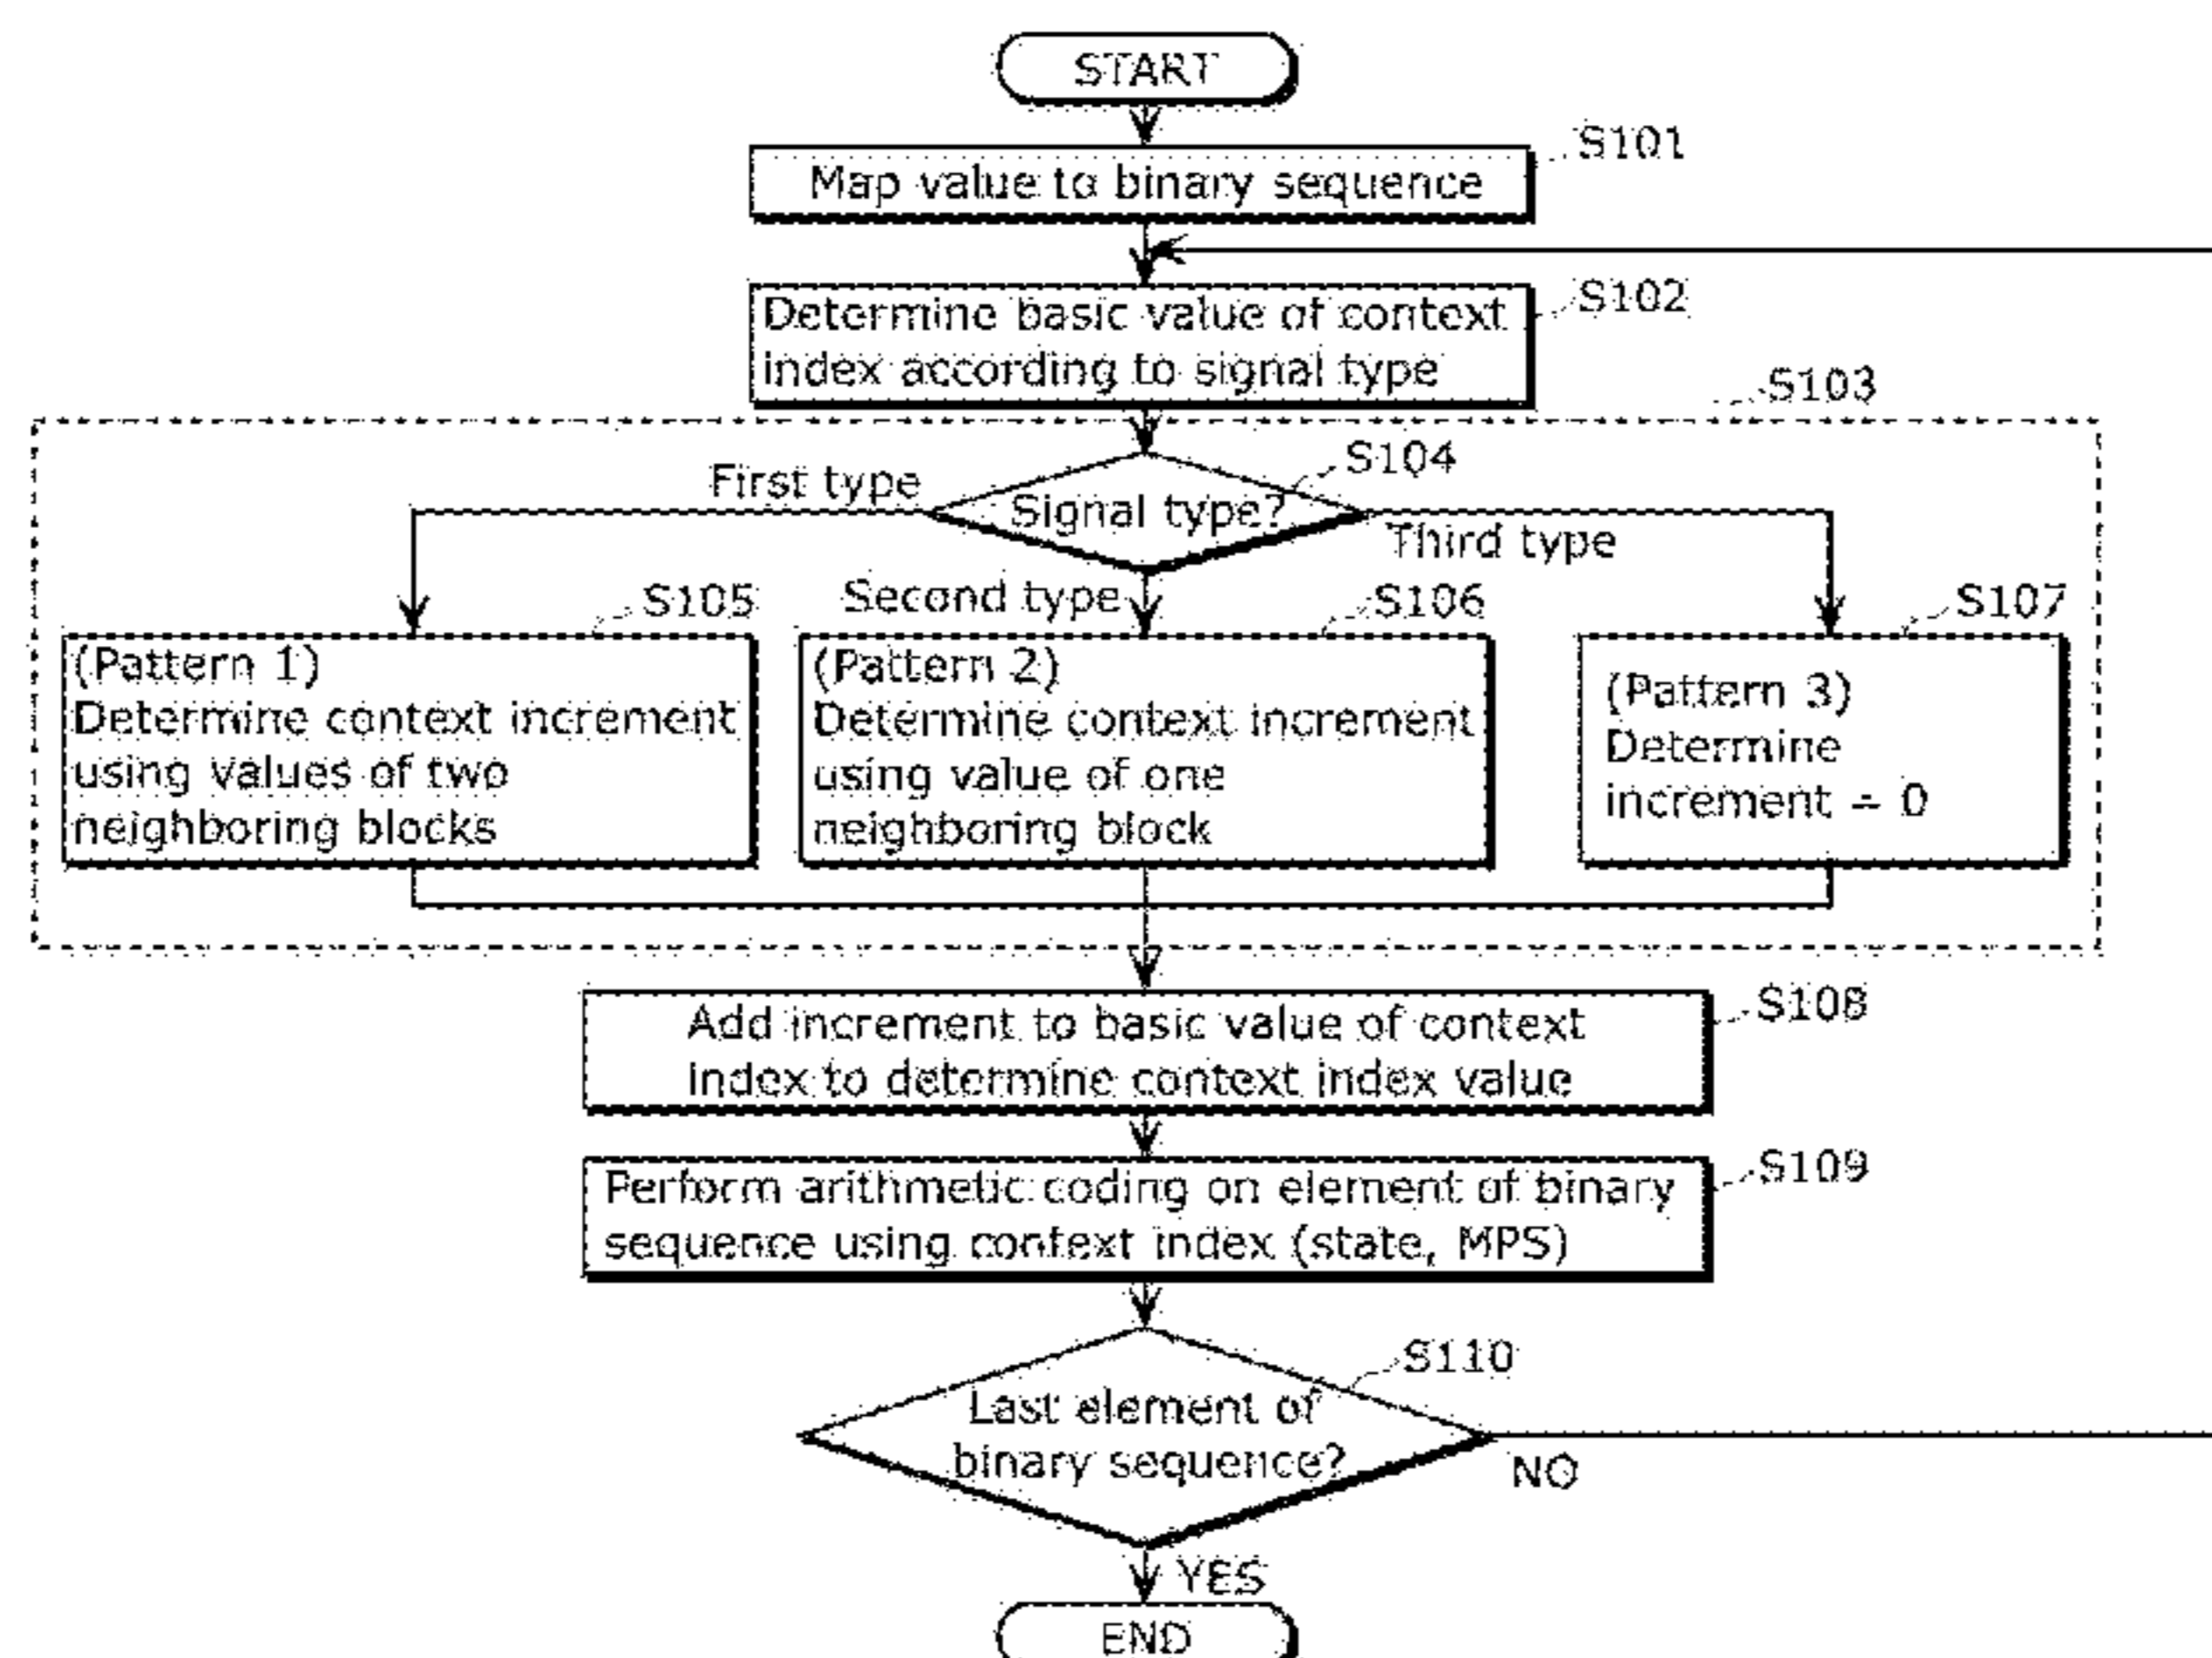 START
S101
Map value to binary sequence
S102
Determine basic value of context
index according to signal type
S103
S104
First type
Signal type?
Third type
Second type
S105
S106
S107
(Pattern 1)
Determine context increment
using values of two
neighboring blocks
(Pattern 2)
Determine context increment
using value of one
neighboring block
(Pattern 3)
Determine
increment = 0
S108
Add increment to basic value of context
index to determine context index value
S109
Perform arithmetic coding on element of binary
sequence using context index (state, MPS)
S110
Last element of
binary sequence?
NO
YES
END